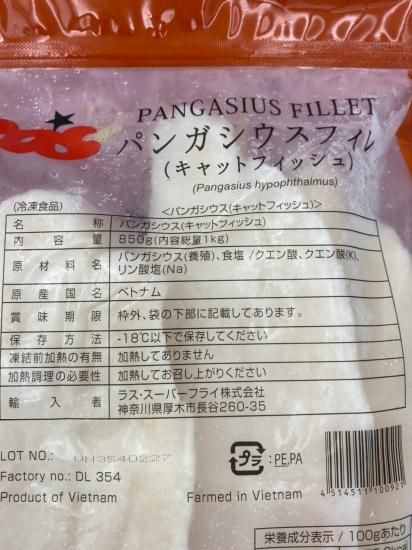 PANGASIUS FILLET
パンガシウスフィレ
(キャットフィッシュ)
(Pangasius hypophthalmus)
(冷凍食品) <パンガシウス(キャットフィッシュ)>
名称 パンガシウス(キャットフィッシュ)
内容量 850g(内容総量1kg)
原材料名 パンガシウス(養殖)、食塩 /クエン酸、クエン酸(K)、
リン酸塩(Na)
原産国名 ベトナム
賞味期限 枠外、袋の下部に記載してあります。
保存方法 -18℃以下で保存してください
凍結前加熱の有無 加熱してありません
加熱調理の必要性 加熱してお召し上がりください
輸入者 ラス・スーパーフライ株式会社
神奈川県厚木市長谷260-35
LOT NO.: VN3540227
Factory no.: DL 354
Product of Vietnam Farmed in Vietnam
プラ :PE,PA
4514511100921
栄養成分表示 / 100gあたり